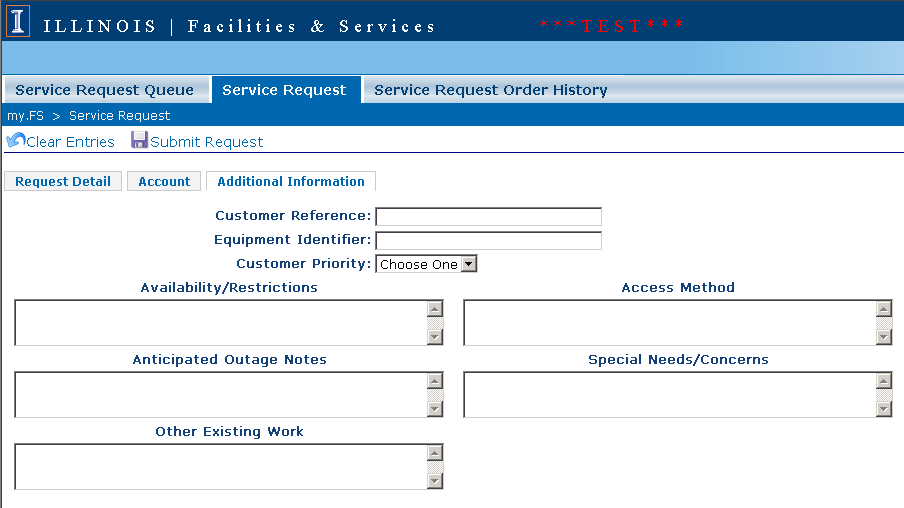 I ILLINOIS | Facilities & Services ***TEST***
Service Request Queue Service Request Service Request Order History
my.FS > Service Request
Clear Entries Submit Request
Request Detail Account Additional Information
Customer Reference:
Equipment Identifier:
Customer Priority: Choose One
Availability/Restrictions Access Method
Anticipated Outage Notes Special Needs/Concerns
Other Existing Work